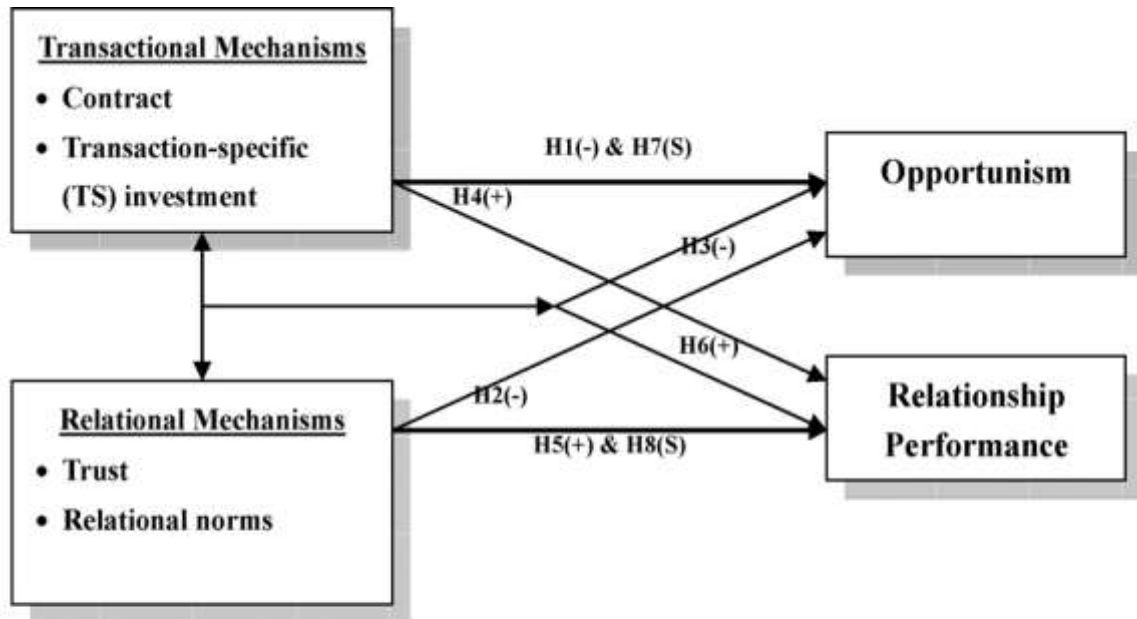 Transactional Mechanisms
• Contract
• Transaction-specific
(TS) investment
H1(-) & H7(S)
H4(+)
Opportunism
H3(-)
H6(+)
Relational Mechanisms
• Trust
• Relational norms
H2(-)
H5(+) & H8(S)
Relationship
Performance